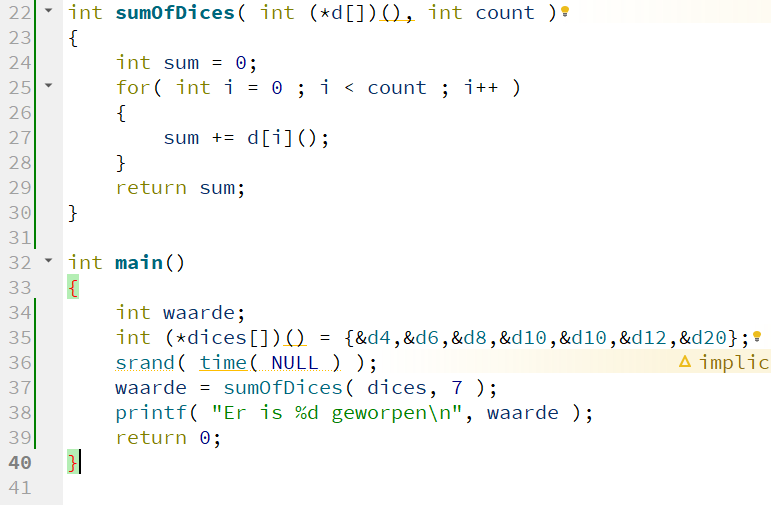 22 int sumOfDices( int (*d[])(), int count )
23 {
24     int sum = 0;
25     for( int i = 0 ; i < count ; i++ )
26     {
27         sum += d[i]();
28     }
29     return sum;
30 }
31
32 int main()
33 {
34     int waarde;
35     int (*dices[])() = {&d4,&d6,&d8,&d10,&d10,&d12,&d20};
36     srand( time( NULL ) ); implic
37     waarde = sumOfDices( dices, 7 );
38     printf( "Er is %d geworpen\n", waarde );
39     return 0;
40 }
41